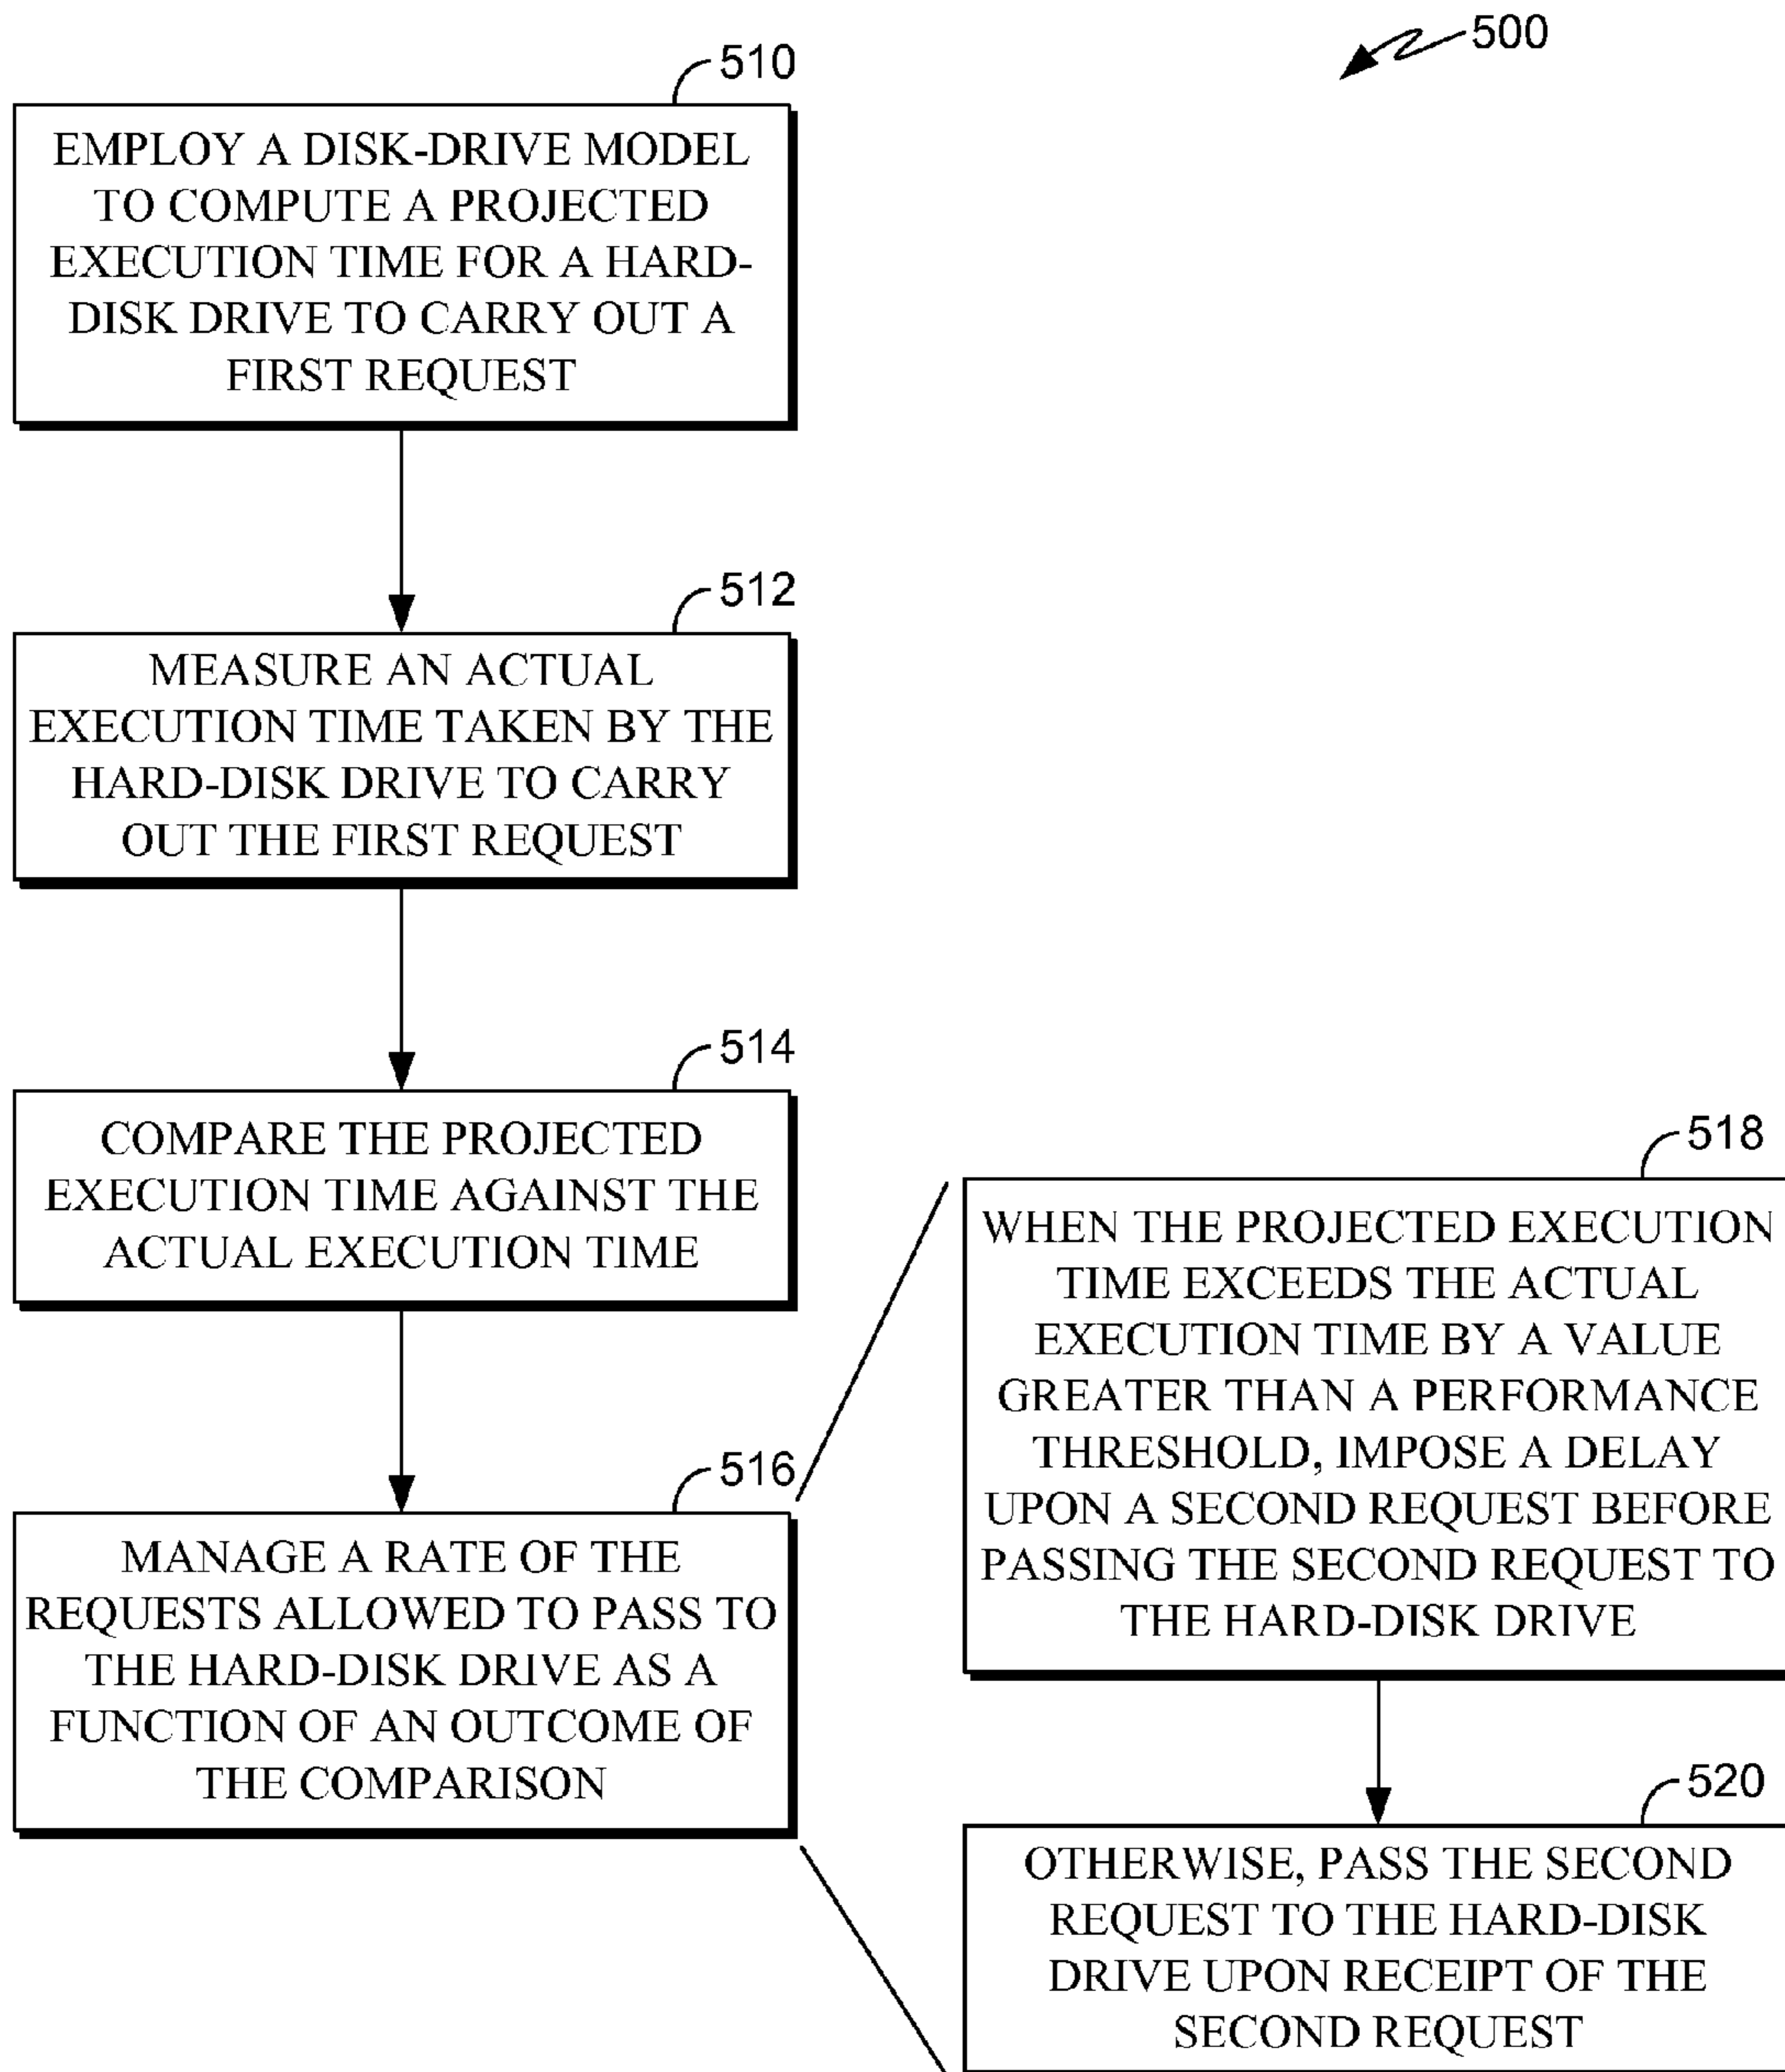 500
510
EMPLOY A DISK-DRIVE MODEL
TO COMPUTE A PROJECTED
EXECUTION TIME FOR A HARD-
DISK DRIVE TO CARRY OUT A
FIRST REQUEST
512
MEASURE AN ACTUAL
EXECUTION TIME TAKEN BY THE
HARD-DISK DRIVE TO CARRY
OUT THE FIRST REQUEST
514
COMPARE THE PROJECTED
EXECUTION TIME AGAINST THE
ACTUAL EXECUTION TIME
516
MANAGE A RATE OF THE
REQUESTS ALLOWED TO PASS TO
THE HARD-DISK DRIVE AS A
FUNCTION OF AN OUTCOME OF
THE COMPARISON
518
WHEN THE PROJECTED EXECUTION
TIME EXCEEDS THE ACTUAL
EXECUTION TIME BY A VALUE
GREATER THAN A PERFORMANCE
THRESHOLD, IMPOSE A DELAY
UPON A SECOND REQUEST BEFORE
PASSING THE SECOND REQUEST TO
THE HARD-DISK DRIVE
520
OTHERWISE, PASS THE SECOND
REQUEST TO THE HARD-DISK
DRIVE UPON RECEIPT OF THE
SECOND REQUEST